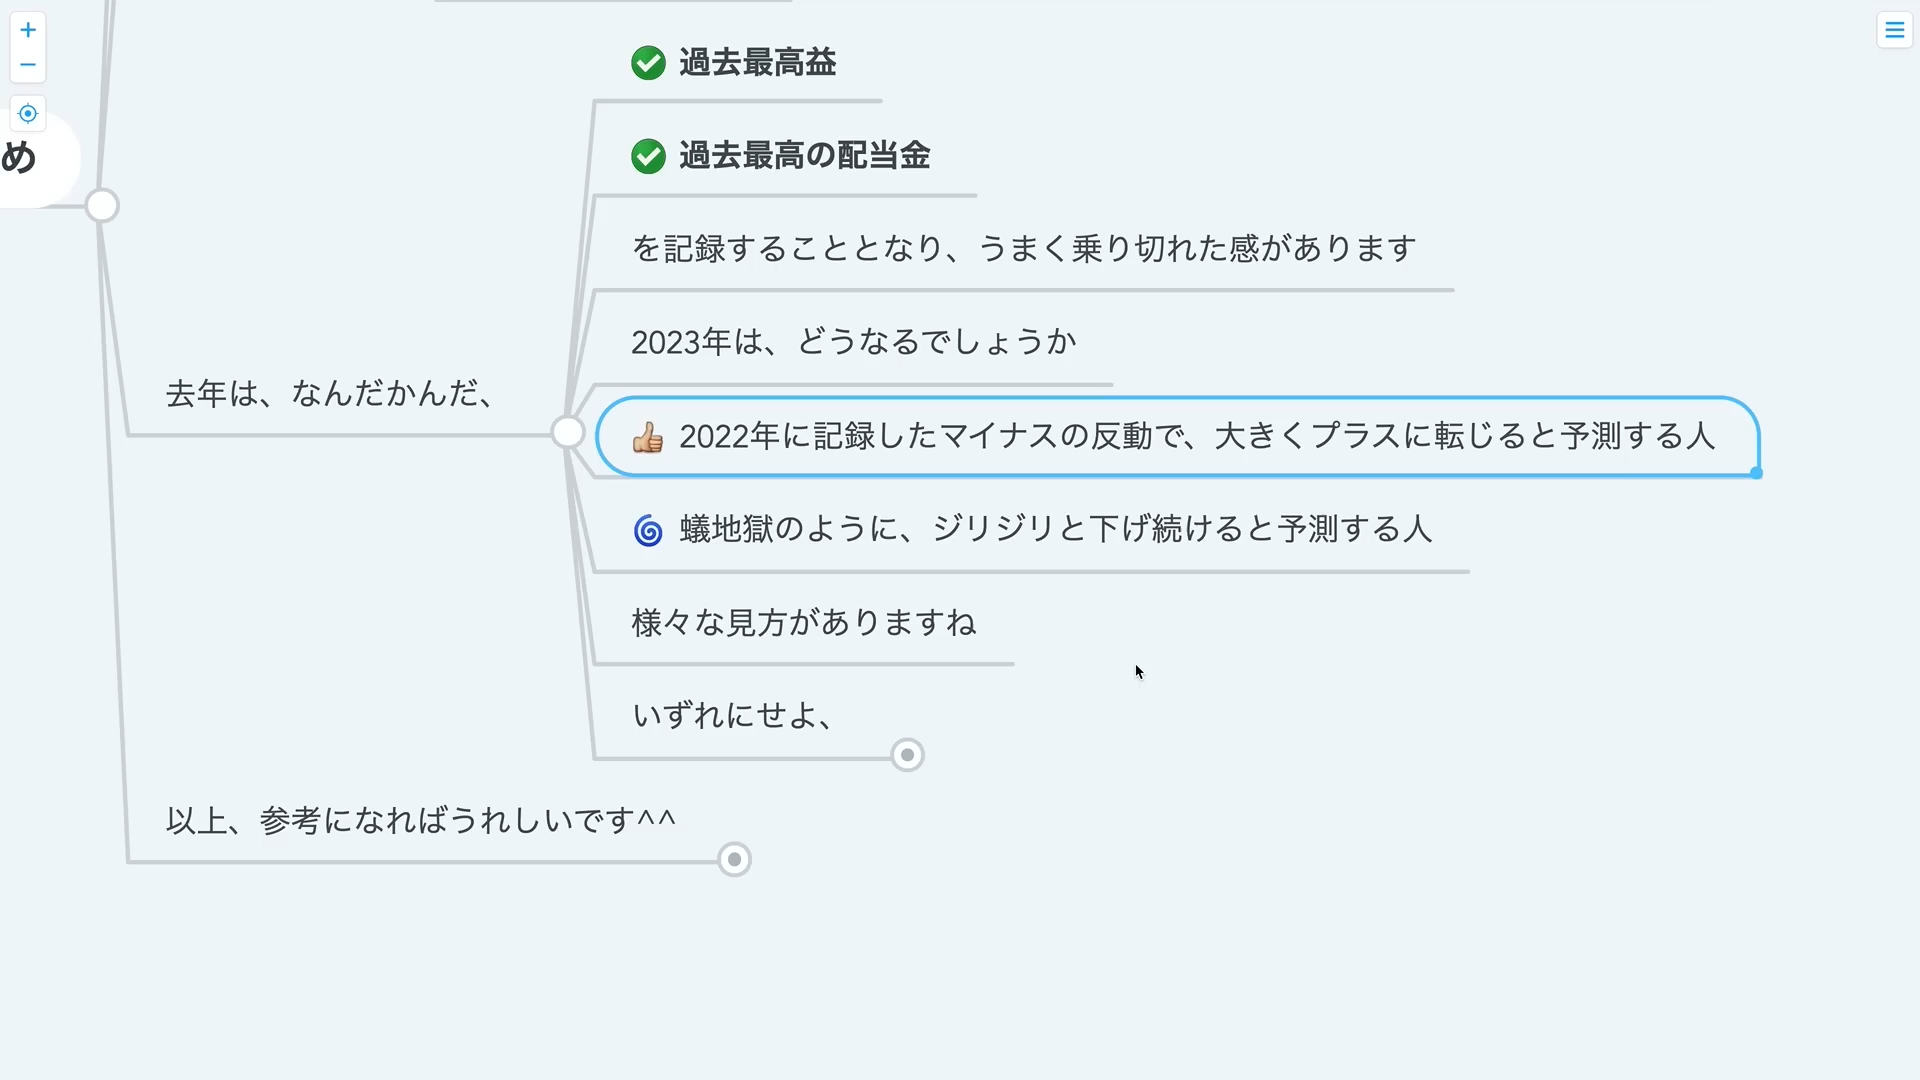 め
過去最高益
過去最高の配当金
を記録することとなり、うまく乗り切れた感があります
2023年は、どうなるでしょうか
去年は、なんだかんだ、
2022年に記録したマイナスの反動で、大きくプラスに転じると予測する人
蟻地獄のように、ジリジリと下げ続けると予測する人
様々な見方がありますね
いずれにせよ、
以上、参考になればうれしいです^^